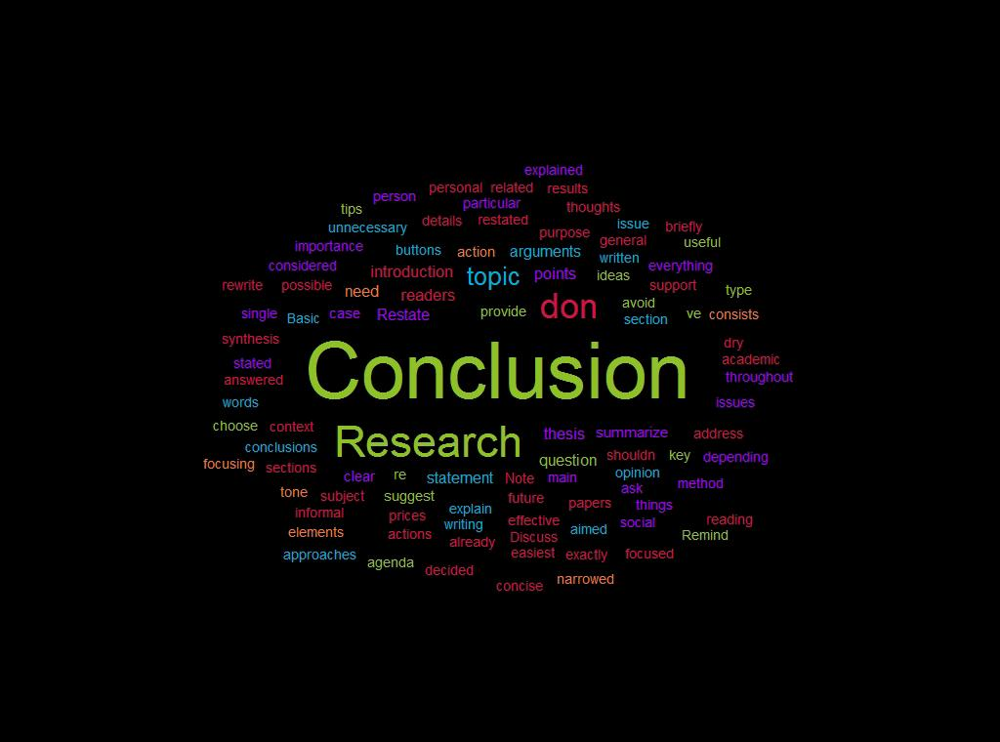 explained
personal related results
person particular
tips thoughts
unnecessary details restated issue briefly
purpose general useful
importance buttons action arguments written
considered introduction topic points ideas everything
rewrite possible need readers support type
single Basic case Restate provide don avoid section ve consists
synthesis dry
stated academic
answered Conclusion throughout
words issues
choose context Research thesis summarize address
conclusions question shouldn key depending
focusing sections clear re statement Note main opinion method
tone subject suggest future ask papers things
informal prices explain effective social reading
elements actions writing already Discuss aimed Remind
approaches agenda easiest exactly focused
decided narrowed
concise